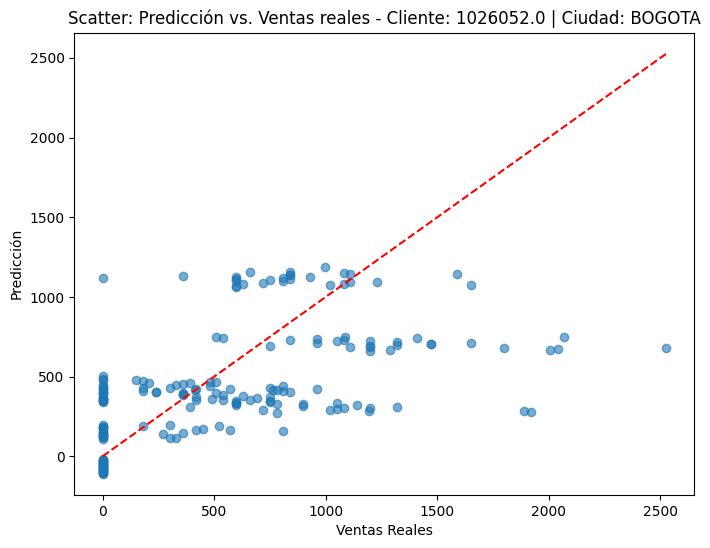 Scatter: Predicción vs. Ventas reales - Cliente: 1026052.0 | Ciudad: BOGOTA
2500
2000
1500
1000
500
0
Predicción
0 500 1000 1500 2000 2500
Ventas Reales